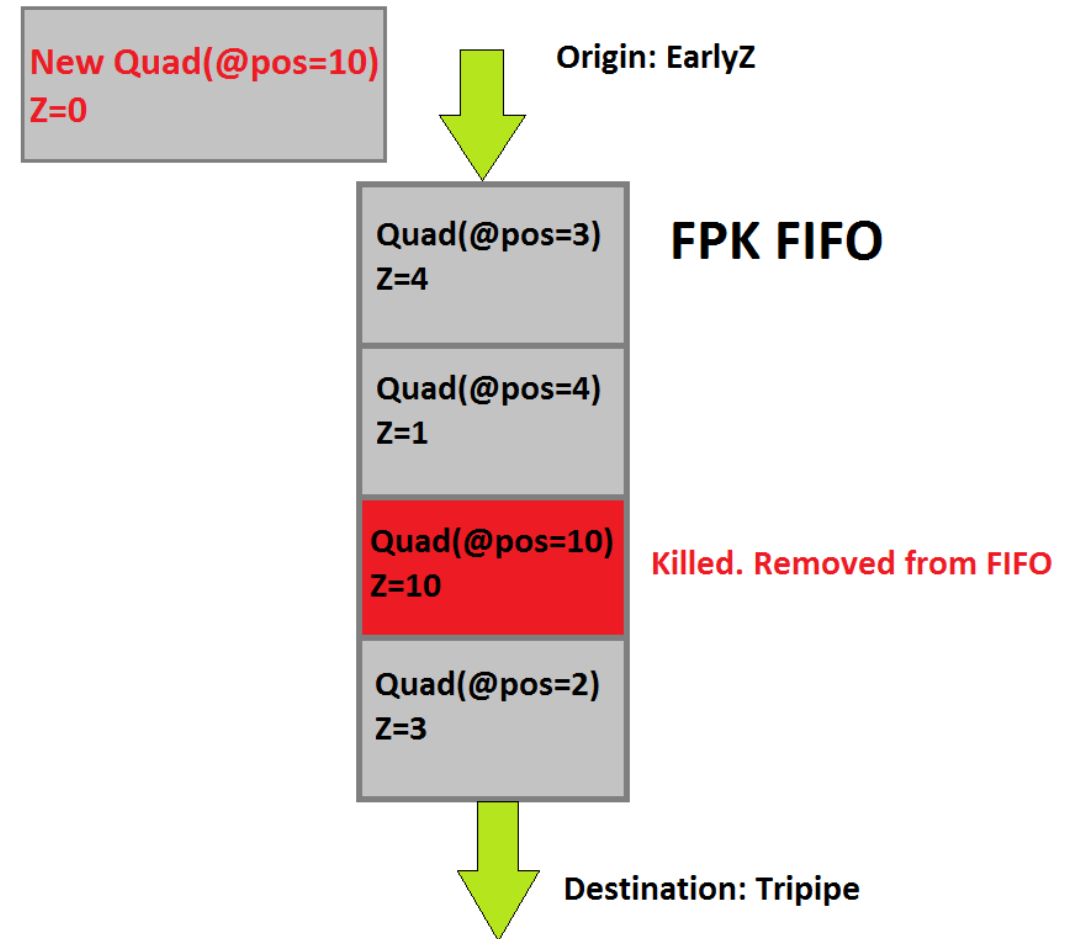 New Quad(@pos=10)
Z=0
Origin: EarlyZ
FPK FIFO
Quad(@pos=3)
Z=4
Quad(@pos=4)
Z=1
Quad(@pos=10)
Z=10
Killed. Removed from FIFO
Quad(@pos=2)
Z=3
Destination: Tripipe